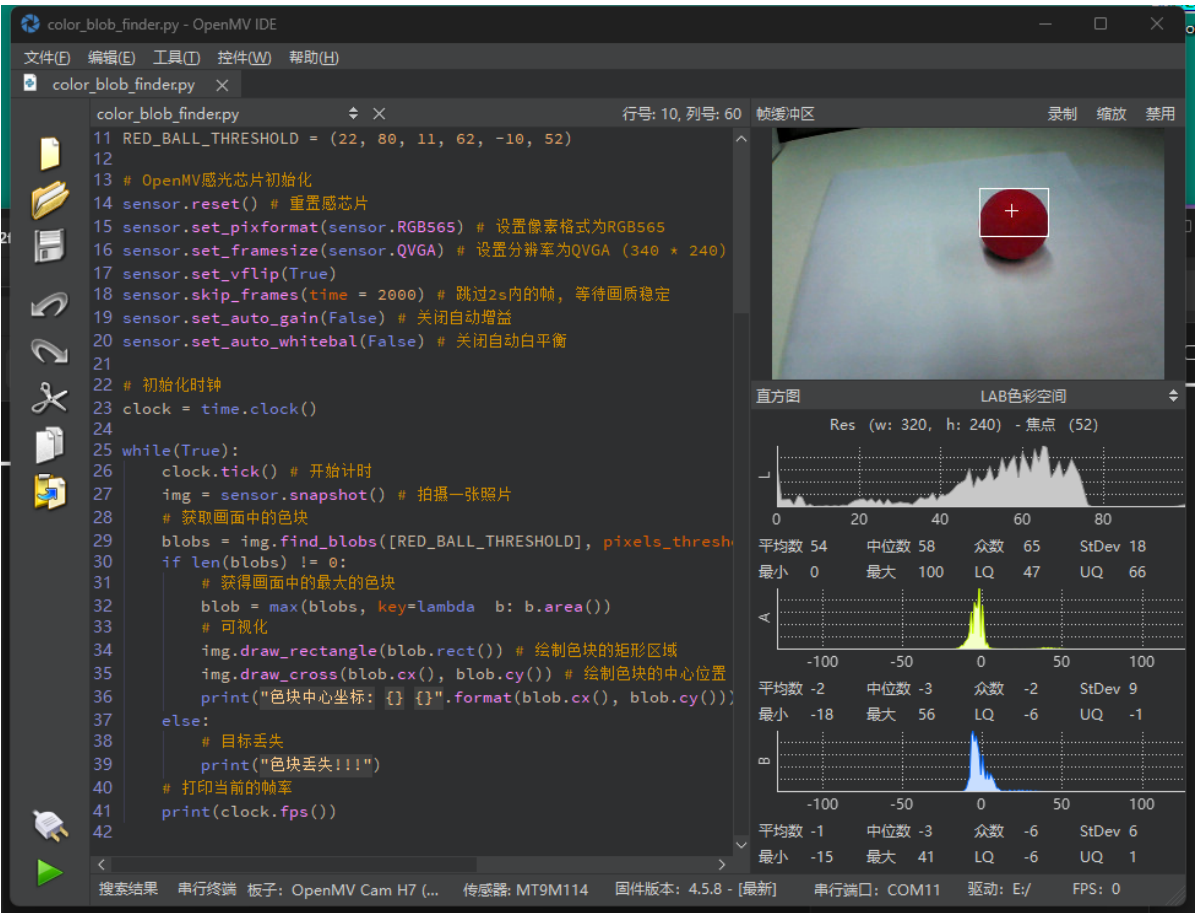 color_blob_finder.py - OpenMV IDE
文件(F) 编辑(E) 工具(T) 控件(W) 帮助(H)
color_blob_finder.py
color_blob_finder.py 行号: 10, 列号: 60
11 RED_BALL_THRESHOLD = (22, 80, 11, 62, -10, 52)
12
13 # OpenMV感光芯片初始化
14 sensor.reset() # 重置感芯片
15 sensor.set_pixformat(sensor.RGB565) # 设置像素格式为RGB565
16 sensor.set_framesize(sensor.QVGA) # 设置分辨率为QVGA (340 * 240)
17 sensor.set_vflip(True)
18 sensor.skip_frames(time = 2000) # 跳过2s内的帧, 等待画质稳定
19 sensor.set_auto_gain(False) # 关闭自动增益
20 sensor.set_auto_whitebal(False) # 关闭自动白平衡
21
22 # 初始化时钟
23 clock = time.clock()
24
25 while(True):
26 clock.tick() # 开始计时
27 img = sensor.snapshot() # 拍摄一张照片
28 # 获取画面中的色块
29 blobs = img.find_blobs([RED_BALL_THRESHOLD], pixels_thresh
30 if len(blobs) != 0:
31 # 获得画面中的最大的色块
32 blob = max(blobs, key=lambda b: b.area())
33 # 可视化
34 img.draw_rectangle(blob.rect()) # 绘制色块的矩形区域
35 img.draw_cross(blob.cx(), blob.cy()) # 绘制色块的中心位置
36 print("色块中心坐标: {} {}".format(blob.cx(), blob.cy()))
37 else:
38 # 目标丢失
39 print("色块丢失!!!")
40 # 打印当前的帧率
41 print(clock.fps())
42
帧缓冲区 录制 缩放 禁用
直方图 LAB色彩空间
Res (w: 320, h: 240) - 焦点 (52)
L
0 20 40 60 80
平均数 54 中位数 58 众数 65 StDev 18
最小 0 最大 100 LQ 47 UQ 66
A
-100 -50 0 50 100
平均数 -2 中位数 -3 众数 -2 StDev 9
最小 -18 最大 56 LQ -6 UQ -1
B
-100 -50 0 50 100
平均数 -1 中位数 -3 众数 -6 StDev 6
最小 -15 最大 41 LQ -6 UQ 1
搜索结果 串行终端 板子: OpenMV Cam H7 (... 传感器: MT9M114 固件版本: 4.5.8 - [最新] 串行端口: COM11 驱动: E:/ FPS: 0